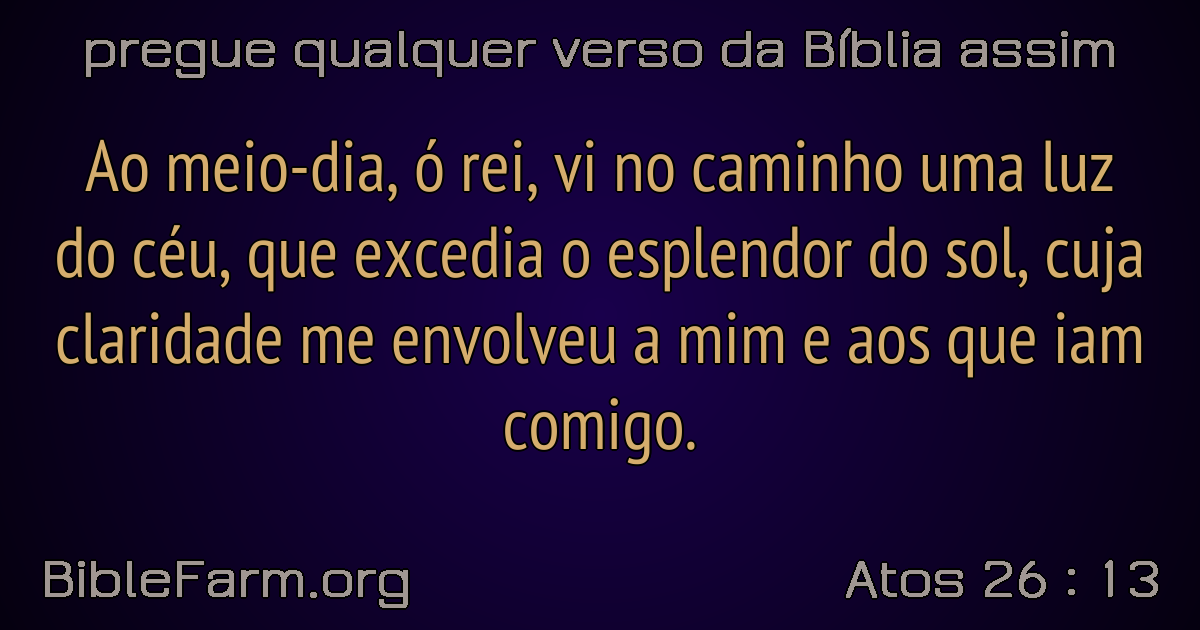 pregue qualquer verso da Bíblia assim
Ao meio-dia, ó rei, vi no caminho uma luz
do céu, que excedia o esplendor do sol, cuja
claridade me envolveu a mim e aos que iam
comigo.
BibleFarm.org
Atos 26 : 13